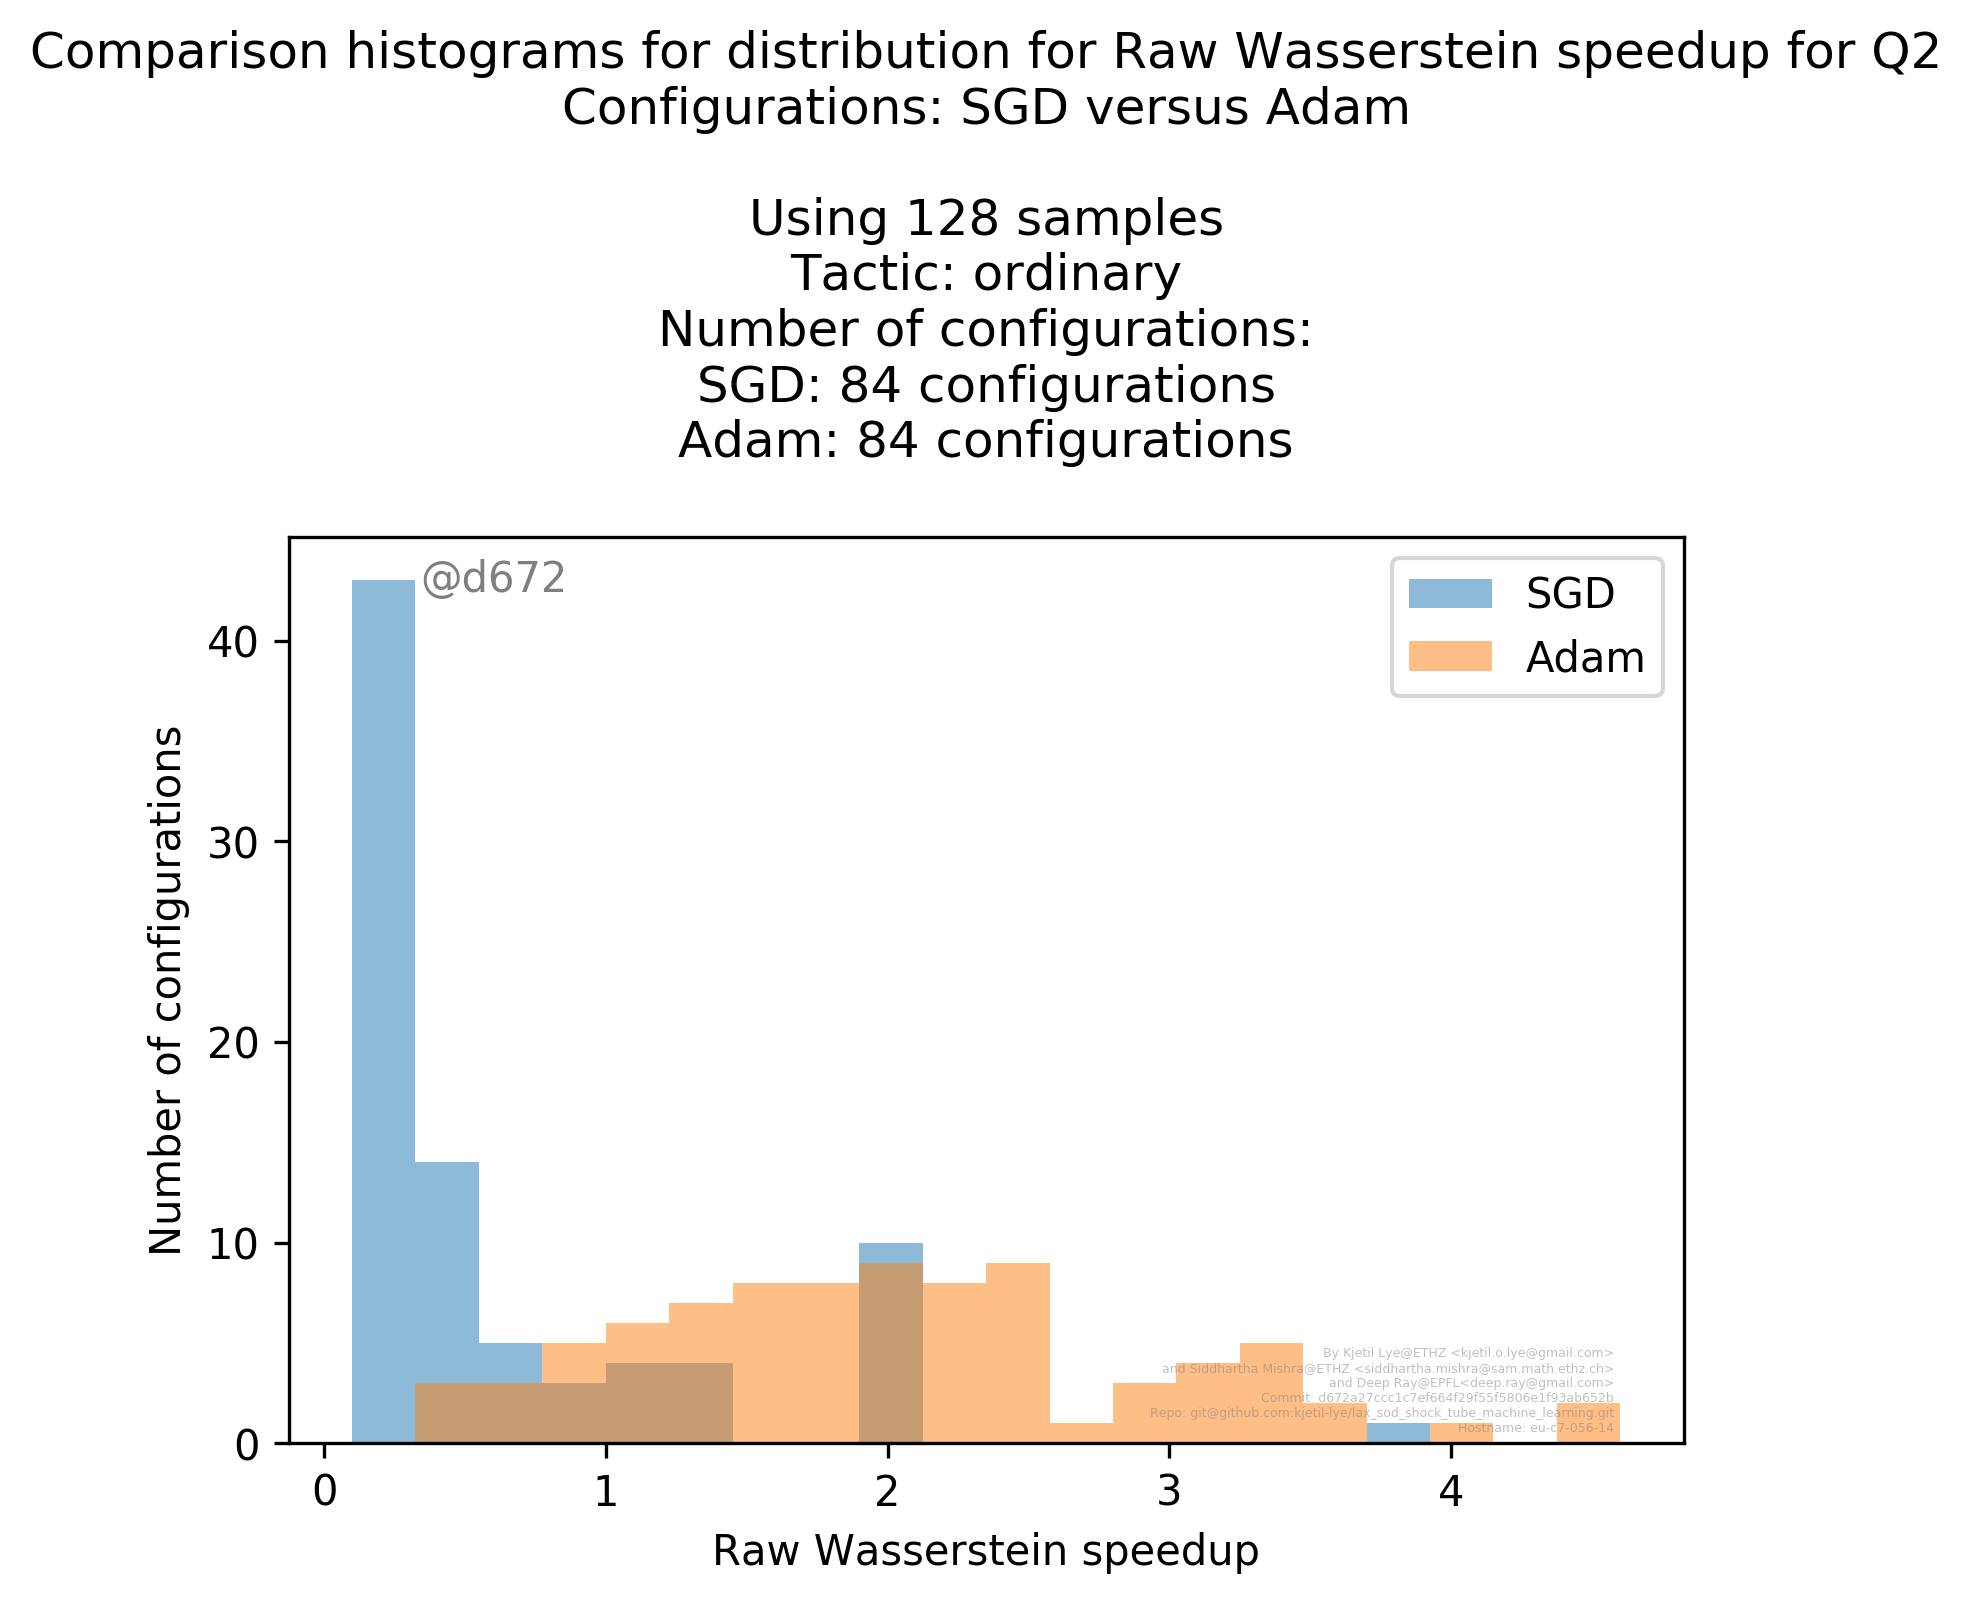 Comparison histograms for distribution for Raw Wasserstein speedup for Q2
Configurations: SGD versus Adam
Using 128 samples
Tactic: ordinary
Number of configurations:
SGD: 84 configurations
Adam: 84 configurations
@d672
SGD
Adam
40
30
20
10
0
Number of configurations
By Kjetil Lye@ETHZ <kjetil.o.lye@gmail.com>
and Siddhartha Mishra@ETHZ <siddhartha.mishra@sam.math.ethz.ch>
and Deep Ray@EPFL<deep.ray@gmail.com>
Commit: d672a27ccc1c7ef664f29f55f5806e1f93ab652b
Repo: git@github.com:kjetil-lye/lax_sod_shock_tube_machine_learning.git
Hostname: eu-c7-056-14
0 1 2 3 4
Raw Wasserstein speedup